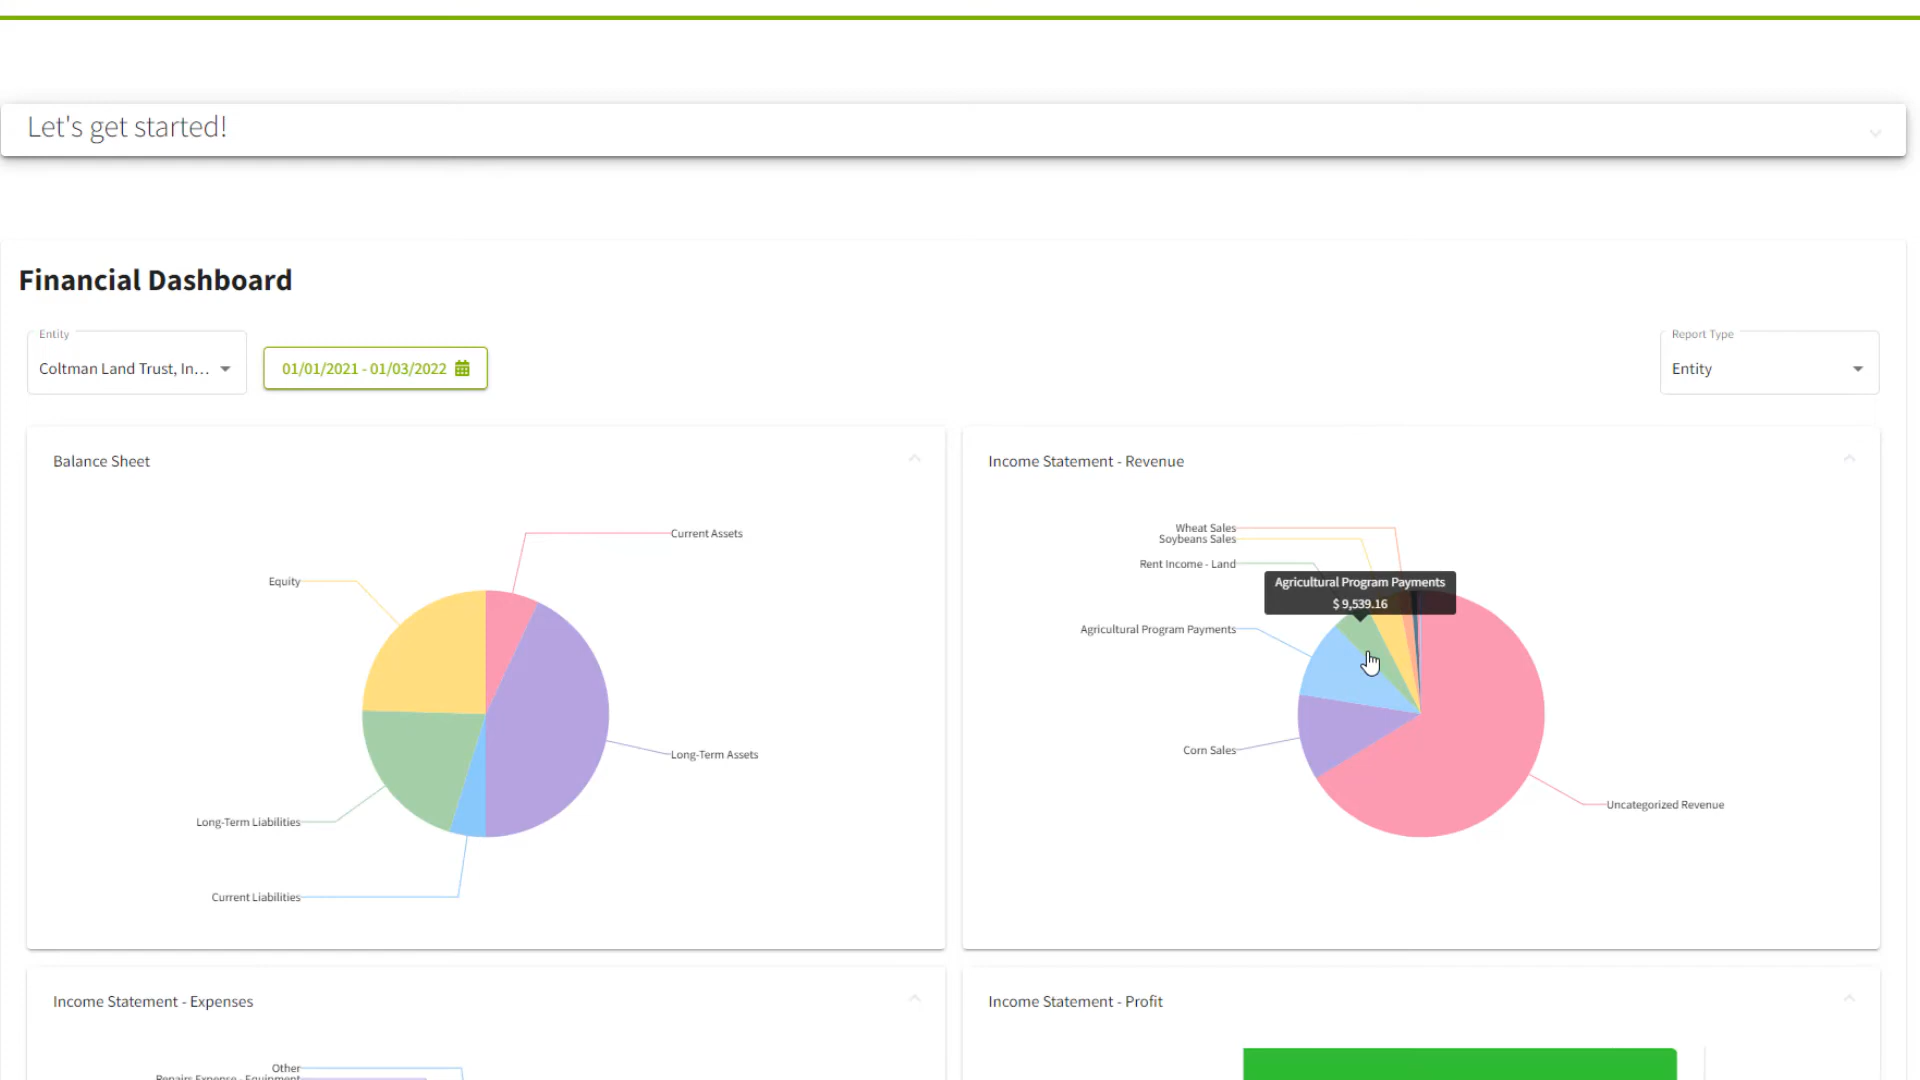 Let's get started!
Financial Dashboard
Entity
Coltman Land Trust, In...
01/01/2021 - 01/03/2022
Report Type
Entity
Balance Sheet
Current Assets
Equity
Long-Term Assets
Long-Term Liabilities
Current Liabilities
Income Statement - Revenue
Wheat Sales
Soybeans Sales
Rent Income - Land
Agricultural Program Payments
$ 9,539.16
Agricultural Program Payments
Corn Sales
Uncategorized Revenue
Income Statement - Expenses
Other
Repairs Expense - Equipment
Income Statement - Profit